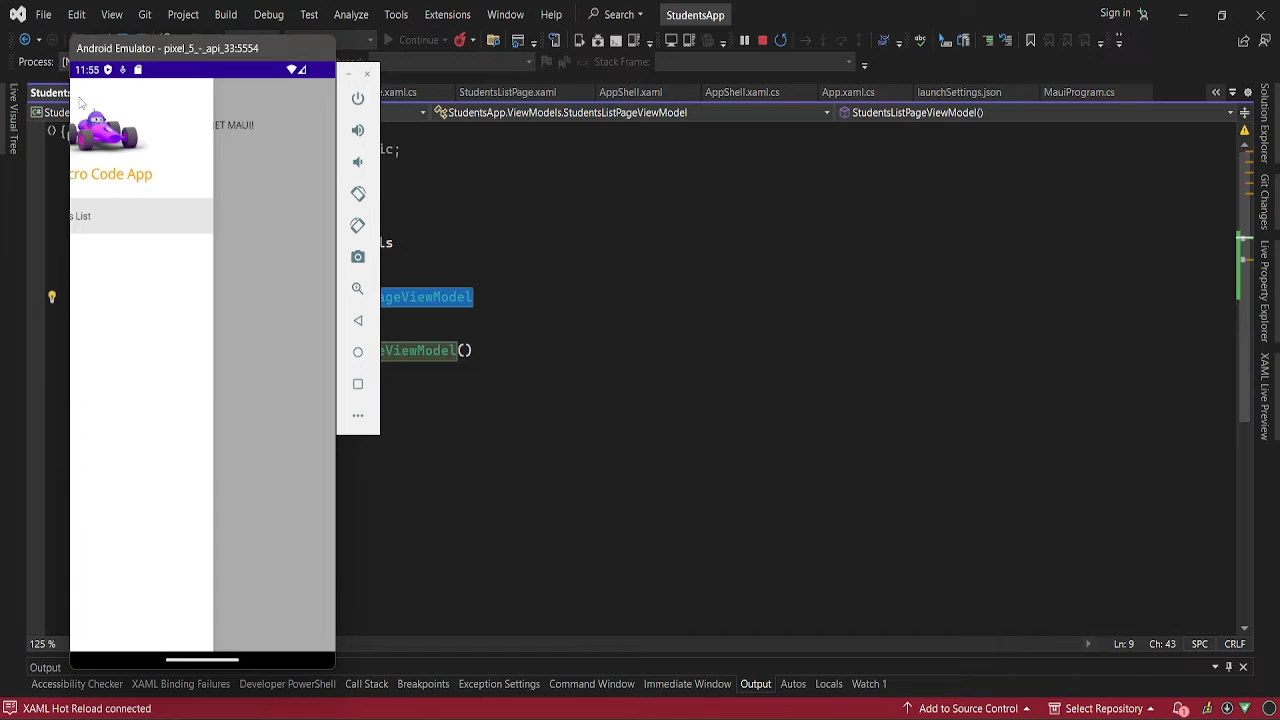 Edit View Git Project Build Debug Test Analyze Tools Extensions Window Help Search StudentsApp Sign in
Continue
Android Emulator - pixel_5_-_api_33:5554
Process: Stack Frame:
11:55
Students .xaml.cs StudentsListPage.xaml AppShell.xaml AppShell.xaml.cs App.xaml.cs launchSettings.json MauiProgram.cs
StudentsApp.ViewModels.StudentsListPageViewModel StudentsListPageViewModel()
ET MAUI!
ic;
cro Code App
s List
ls
ageViewModel
eViewModel()
Live Visual Tree
Solution Explorer
Git Changes
Live Property Explorer
XAML Live Preview
125 % Ln: 9 Ch: 43 SPC CRLF
Output
Accessibility Checker XAML Binding Failures Developer PowerShell Call Stack Breakpoints Exception Settings Command Window Immediate Window Output Autos Locals Watch 1
XAML Hot Reload connected Add to Source Control Select Repository